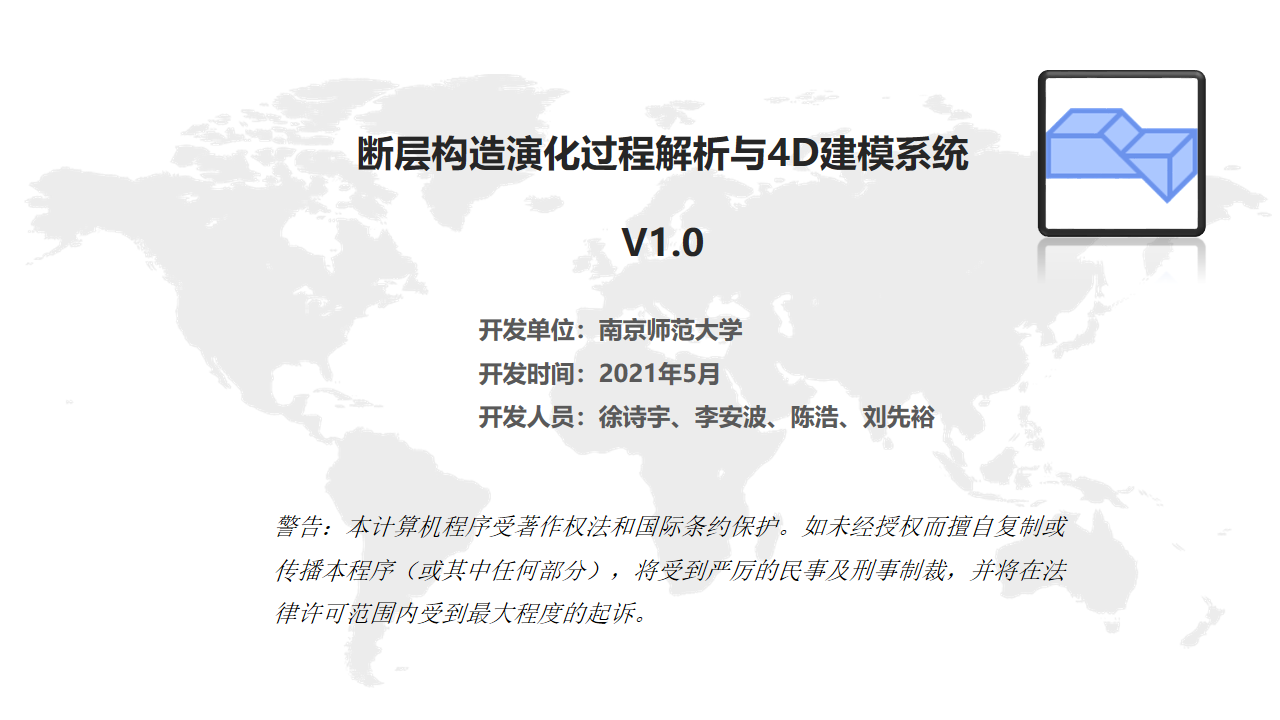 断层构造演化过程解析与4D建模系统
V1.0
开发单位：南京师范大学
开发时间：2021年5月
开发人员：徐诗宇、李安波、陈浩、刘先裕
警告：本计算机程序受著作权法和国际条约保护。如未经授权而擅自复制或
传播本程序（或其中任何部分），将受到严厉的民事及刑事制裁，并将在法
律许可范围内受到最大程度的起诉。